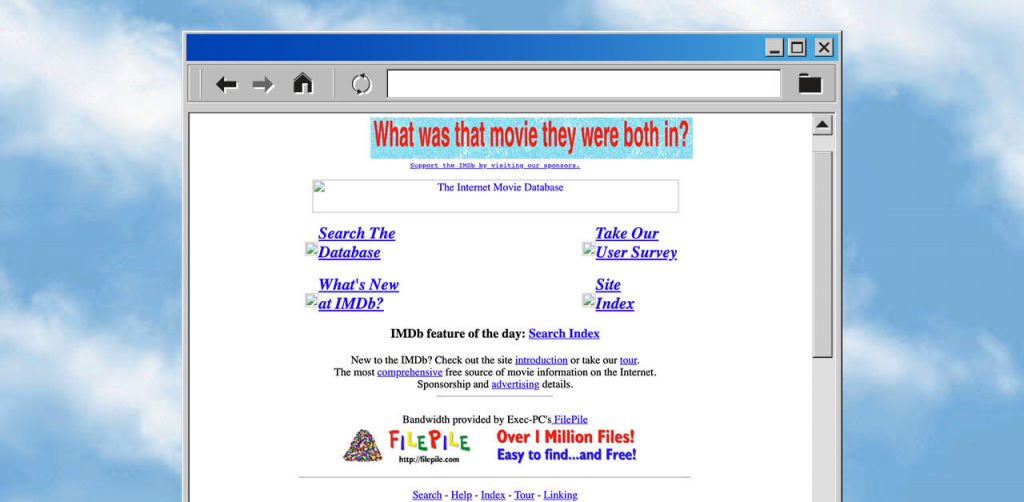 What was that movie they were both in?
Support the IMDb by visiting our sponsors.
The Internet Movie Database
Search The
Database
Take Our
User Survey
What's New
at IMDb?
Site
Index
IMDb feature of the day: Search Index
New to the IMDb? Check out the site introduction or take our tour.
The most comprehensive free source of movie information on the Internet.
Sponsorship and advertising details.
Bandwidth provided by Exec-PC's FilePile
FILEPILE
http://filepile.com
Over 1 Million Files!
Easy to find...and Free!
Search - Help - Index - Tour - Linking